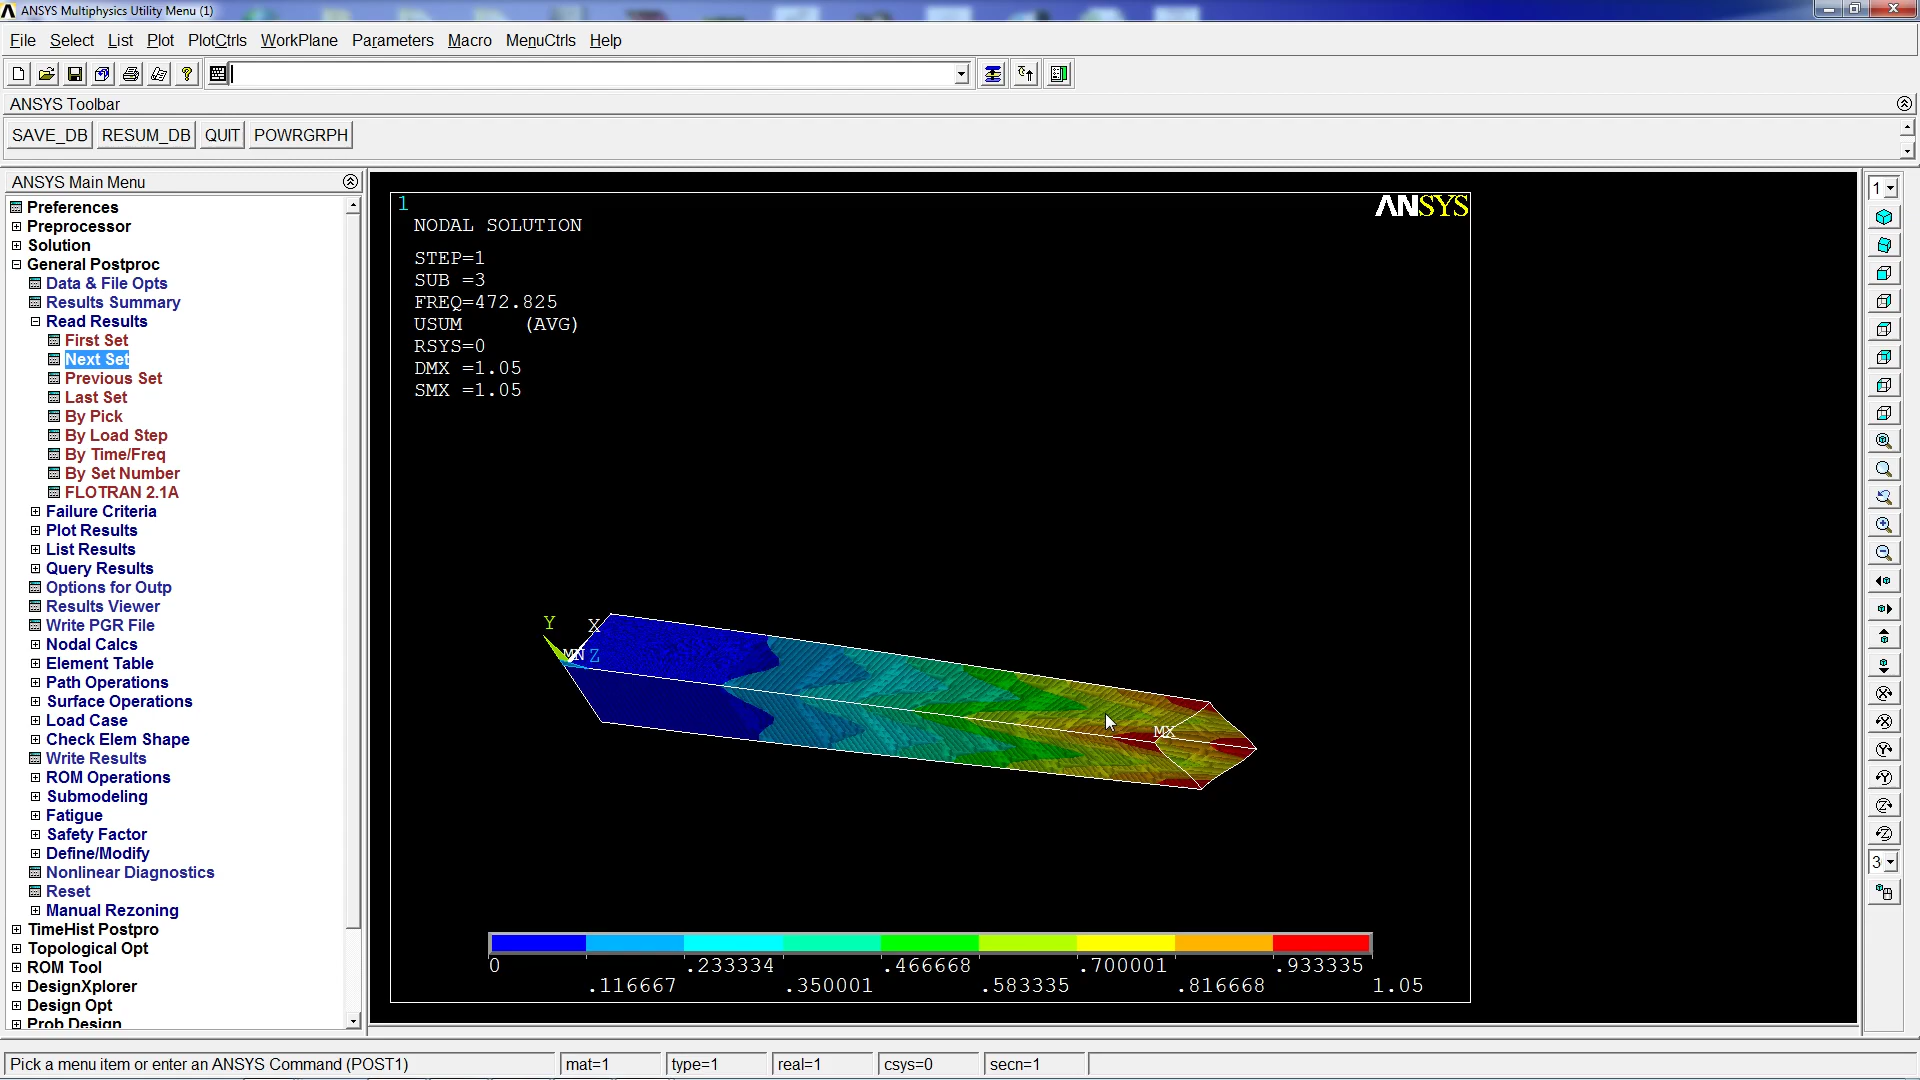 ANSYS Multiphysics Utility Menu (1)
File Select List Plot PlotCtrls WorkPlane Parameters Macro MenuCtrls Help
ANSYS Toolbar
SAVE_DB RESUM_DB QUIT POWRGRPH
ANSYS Main Menu
Preferences
Preprocessor
Solution
General Postproc
Data & File Opts
Results Summary
Read Results
First Set
Next Set
Previous Set
Last Set
By Pick
By Load Step
By Time/Freq
By Set Number
FLOTRAN 2.1A
Failure Criteria
Plot Results
List Results
Query Results
Options for Outp
Results Viewer
Write PGR File
Nodal Calcs
Element Table
Path Operations
Surface Operations
Load Case
Check Elem Shape
Write Results
ROM Operations
Submodeling
Fatigue
Safety Factor
Define/Modify
Nonlinear Diagnostics
Reset
Manual Rezoning
TimeHist Postpro
Topological Opt
ROM Tool
DesignXplorer
Design Opt
Prob Design
1
ANSYS
NODAL SOLUTION
STEP=1
SUB =3
FREQ=472.825
USUM (AVG)
RSYS=0
DMX =1.05
SMX =1.05
Y X
MN Z
MX
0 .233334 .466668 .700001 .933335
.116667 .350001 .583335 .816668 1.05
1
3
Pick a menu item or enter an ANSYS Command (POST1) mat=1 type=1 real=1 csys=0 secn=1